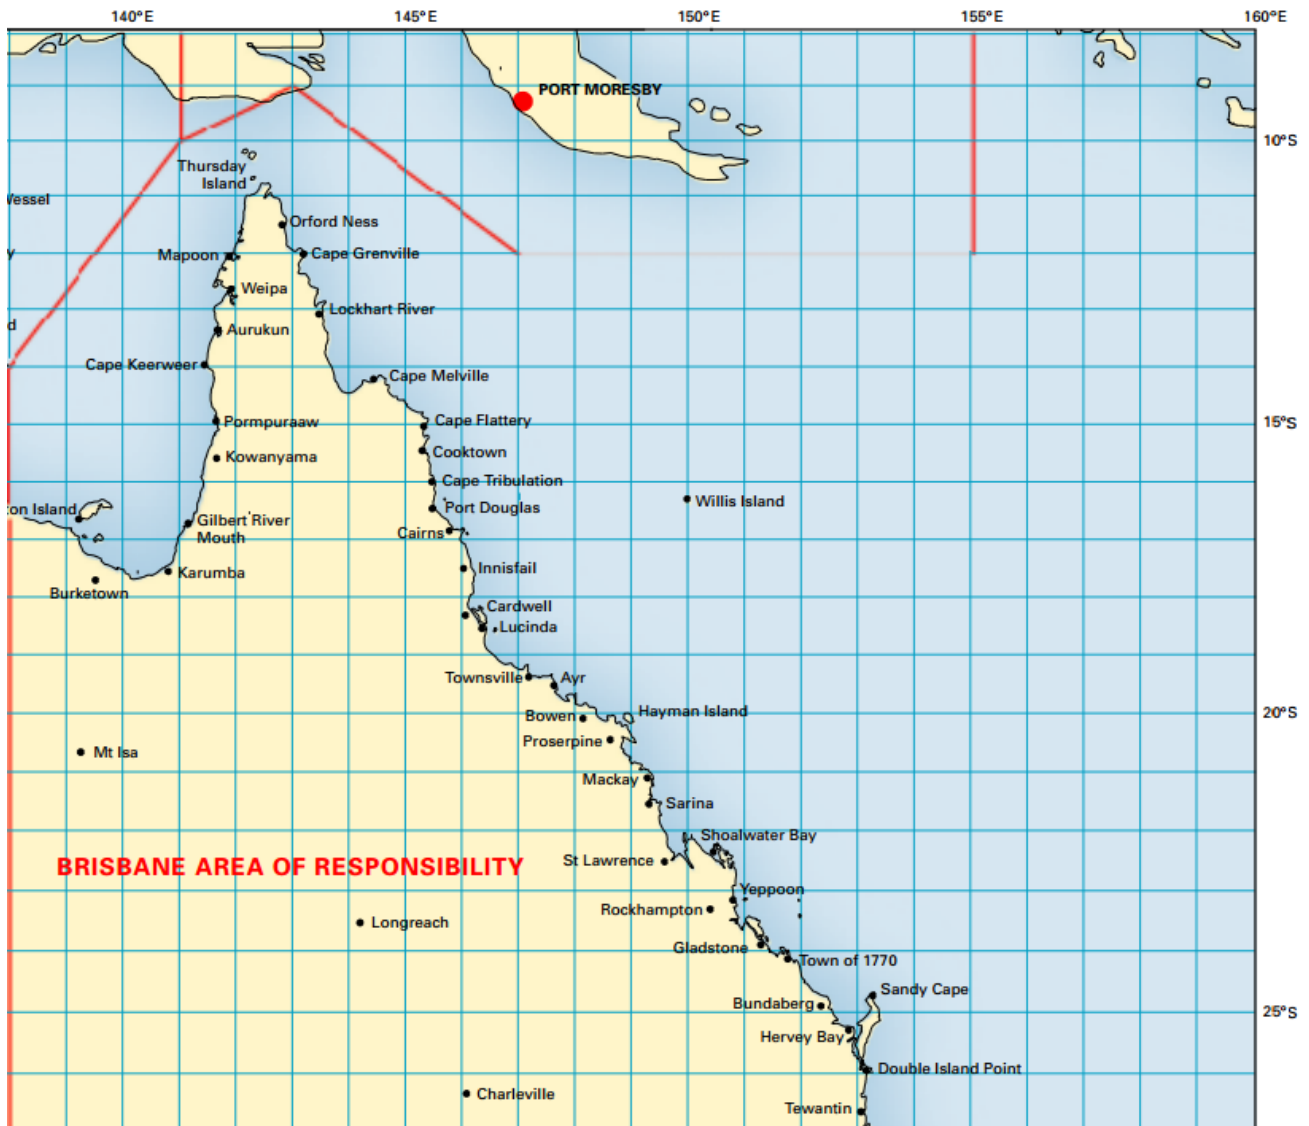 140°E 145°E 150°E 155°E 160°E
PORT MORESBY
10°S
Thursday
Island
Orford Ness
Mapoon
Cape Grenville
Weipa
Lockhart River
Aurukun
Cape Keerweer
Cape Melville
Pormpuraaw
Cape Flattery
15°S
Cooktown
Kowanyama
Cape Tribulation
Willis Island
Port Douglas
ton Island
Gilbert River
Mouth
Cairns
Innisfail
Karumba
Burketown
Cardwell
Lucinda
Townsville
Ayr
Hayman Island
20°S
Bowen
Proserpine
Mt Isa
Mackay
Sarina
Shoalwater Bay
St Lawrence
BRISBANE AREA OF RESPONSIBILITY
Yeppoon
Rockhampton
Longreach
Gladstone
Town of 1770
Sandy Cape
Bundaberg
25°S
Hervey Bay
Double Island Point
Charleville
Tewantin